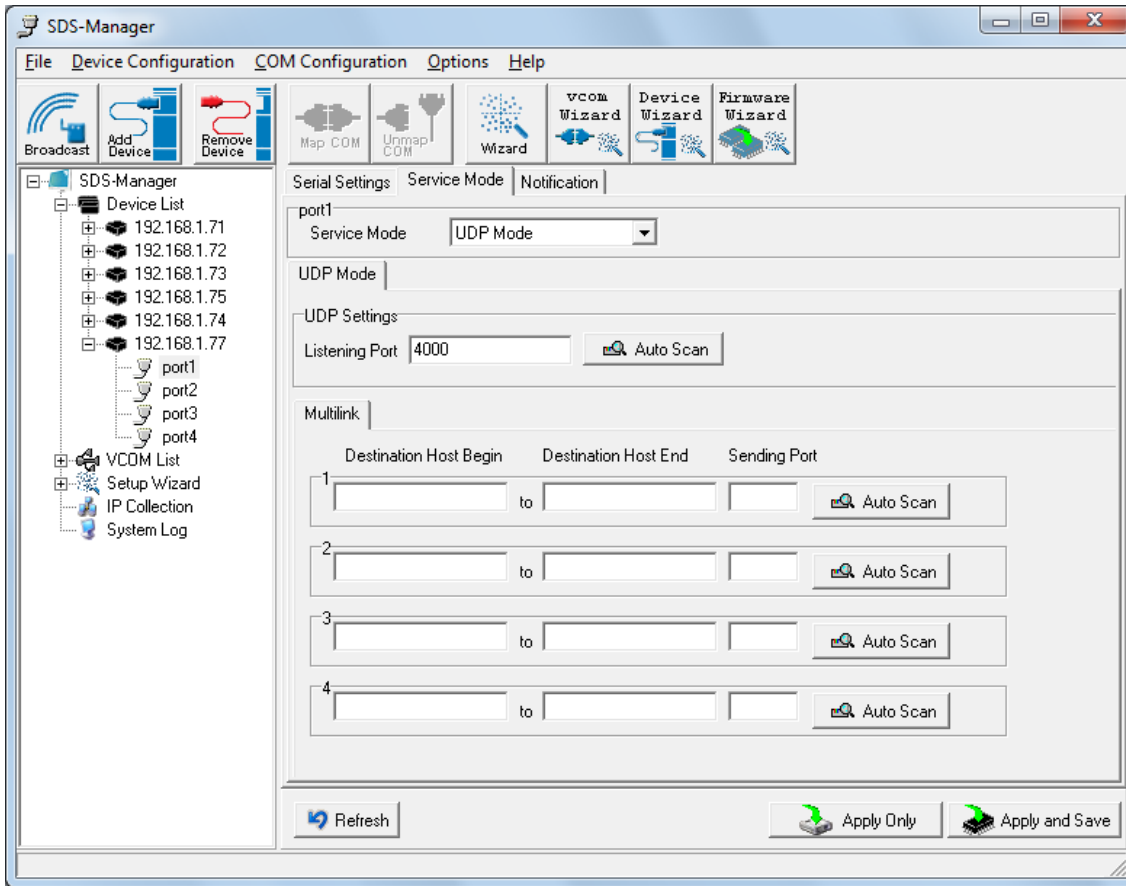 SDS-Manager
File Device Configuration COM Configuration Options Help
Broadcast
Add Device
Remove Device
Map COM
Unmap COM
Wizard
vcom Wizard
Device Wizard
Firmware Wizard
SDS-Manager
Device List
192.168.1.71
192.168.1.72
192.168.1.73
192.168.1.75
192.168.1.74
192.168.1.77
port1
port2
port3
port4
VCOM List
Setup Wizard
IP Collection
System Log
Serial Settings Service Mode Notification
port1
Service Mode UDP Mode
UDP Mode
UDP Settings
Listening Port 4000 Auto Scan
Multilink
Destination Host Begin Destination Host End Sending Port
1
to Auto Scan
2
to Auto Scan
3
to Auto Scan
4
to Auto Scan
Refresh Apply Only Apply and Save